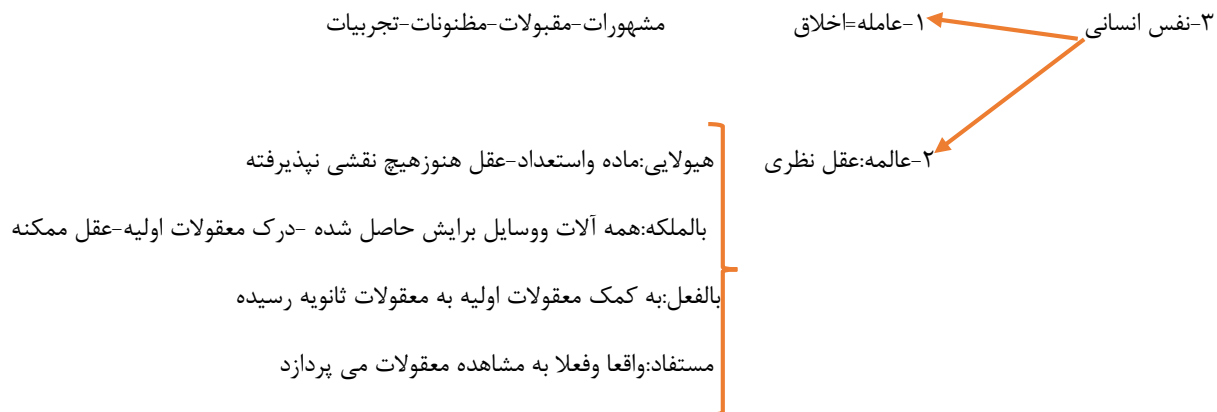 ۳-نفس انسانی ۱-عامله=اخلاق مشهورات-مقبولات-مظنونات-تجربیات
۲-عالمه:عقل نظری هیولایی:ماده واستعداد-عقل هنوزهیچ نقشی نپذیرفته
بالملکه:همه آلات ووسایل برایش حاصل شده -درک معقولات اولیه-عقل ممکنه
بالفعل:به کمک معقولات اولیه به معقولات ثانویه رسیده
مستفاد:واقعا وفعلا به مشاهده معقولات می پردازد